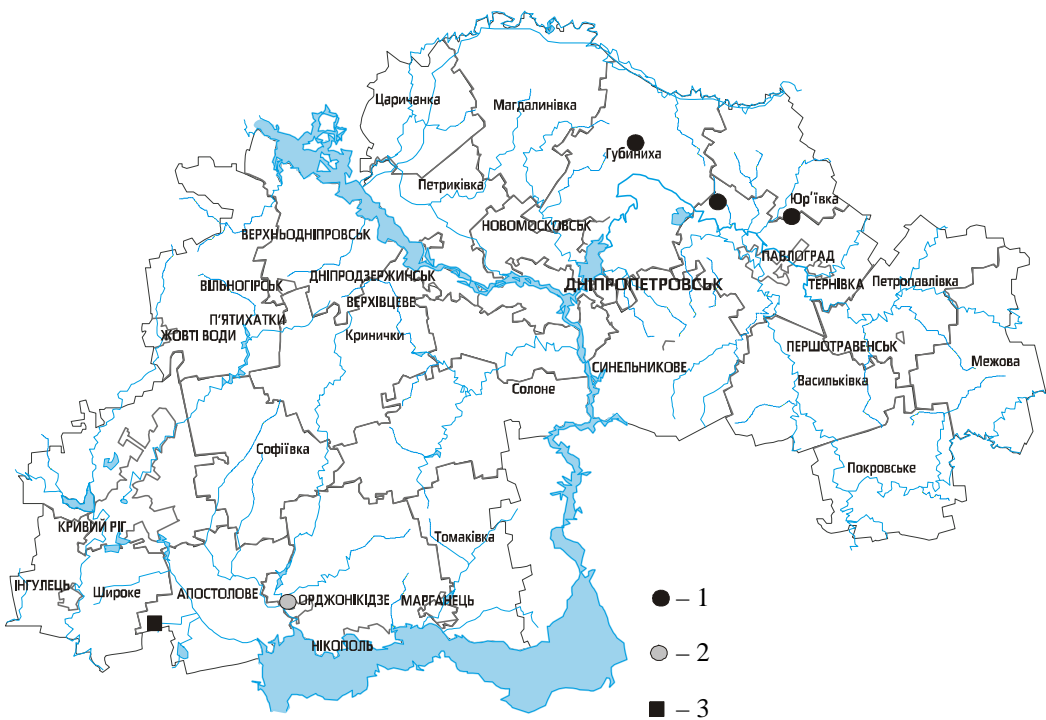 Царичанка
Магдалинівка
Губиниха
Петриківка
Юр'ївка
НОВОМОСКОВСЬК
ВЕРХНЬОДНІПРОВСЬК
ПАВЛОГРАД
ДНІПРОДЗЕРЖИНСЬК
ВІЛЬНОГІРСЬК
ДНІПРОПЕТРОВСЬК
ТЕРНІВКА
Петропавлівка
ВЕРХІВЦЕВЕ
П'ЯТИХАТКИ
ЖОВТІ ВОДИ
Кринички
ПЕРШОТРАВЕНСЬК
Межова
СИНЕЛЬНИКОВЕ
Васильківка
Солоне
Софіївка
Покровське
КРИВИЙ РІГ
Томаківка
ІНГУЛЕЦЬ
Широке
АПОСТОЛОВЕ
ОРДЖОНІКІДЗЕ
МАРГАНЕЦЬ
– 1
НІКОПОЛЬ
– 2
– 3